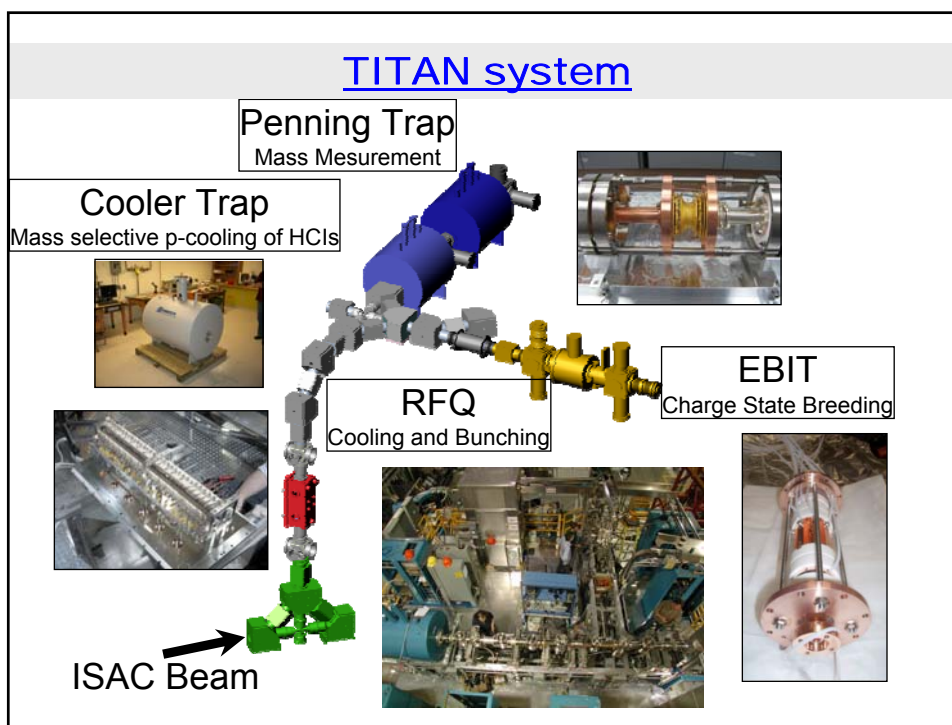 TITAN system
Penning Trap
Mass Mesurement
Cooler Trap
Mass selective p-cooling of HCIs
RFQ
Cooling and Bunching
EBIT
Charge State Breeding
ISAC Beam